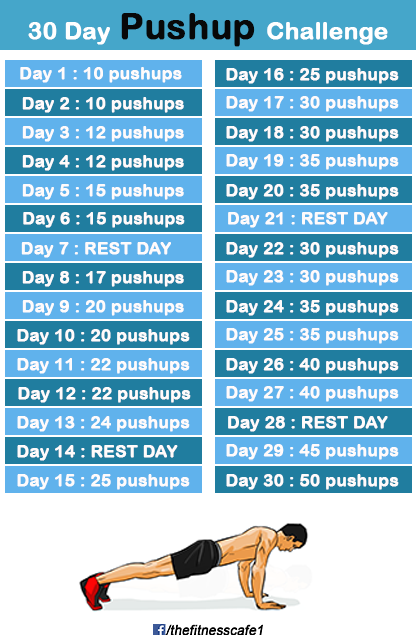 30 Day Pushup Challenge
Day 1 : 10 pushups
Day 2 : 10 pushups
Day 3 : 12 pushups
Day 4 : 12 pushups
Day 5 : 15 pushups
Day 6 : 15 pushups
Day 7 : REST DAY
Day 8 : 17 pushups
Day 9 : 20 pushups
Day 10 : 20 pushups
Day 11 : 22 pushups
Day 12 : 22 pushups
Day 13 : 24 pushups
Day 14 : REST DAY
Day 15 : 25 pushups
Day 16 : 25 pushups
Day 17 : 30 pushups
Day 18 : 30 pushups
Day 19 : 35 pushups
Day 20 : 35 pushups
Day 21 : REST DAY
Day 22 : 30 pushups
Day 23 : 30 pushups
Day 24 : 35 pushups
Day 25 : 35 pushups
Day 26 : 40 pushups
Day 27 : 40 pushups
Day 28 : REST DAY
Day 29 : 45 pushups
Day 30 : 50 pushups
f/thefitnesscafe1